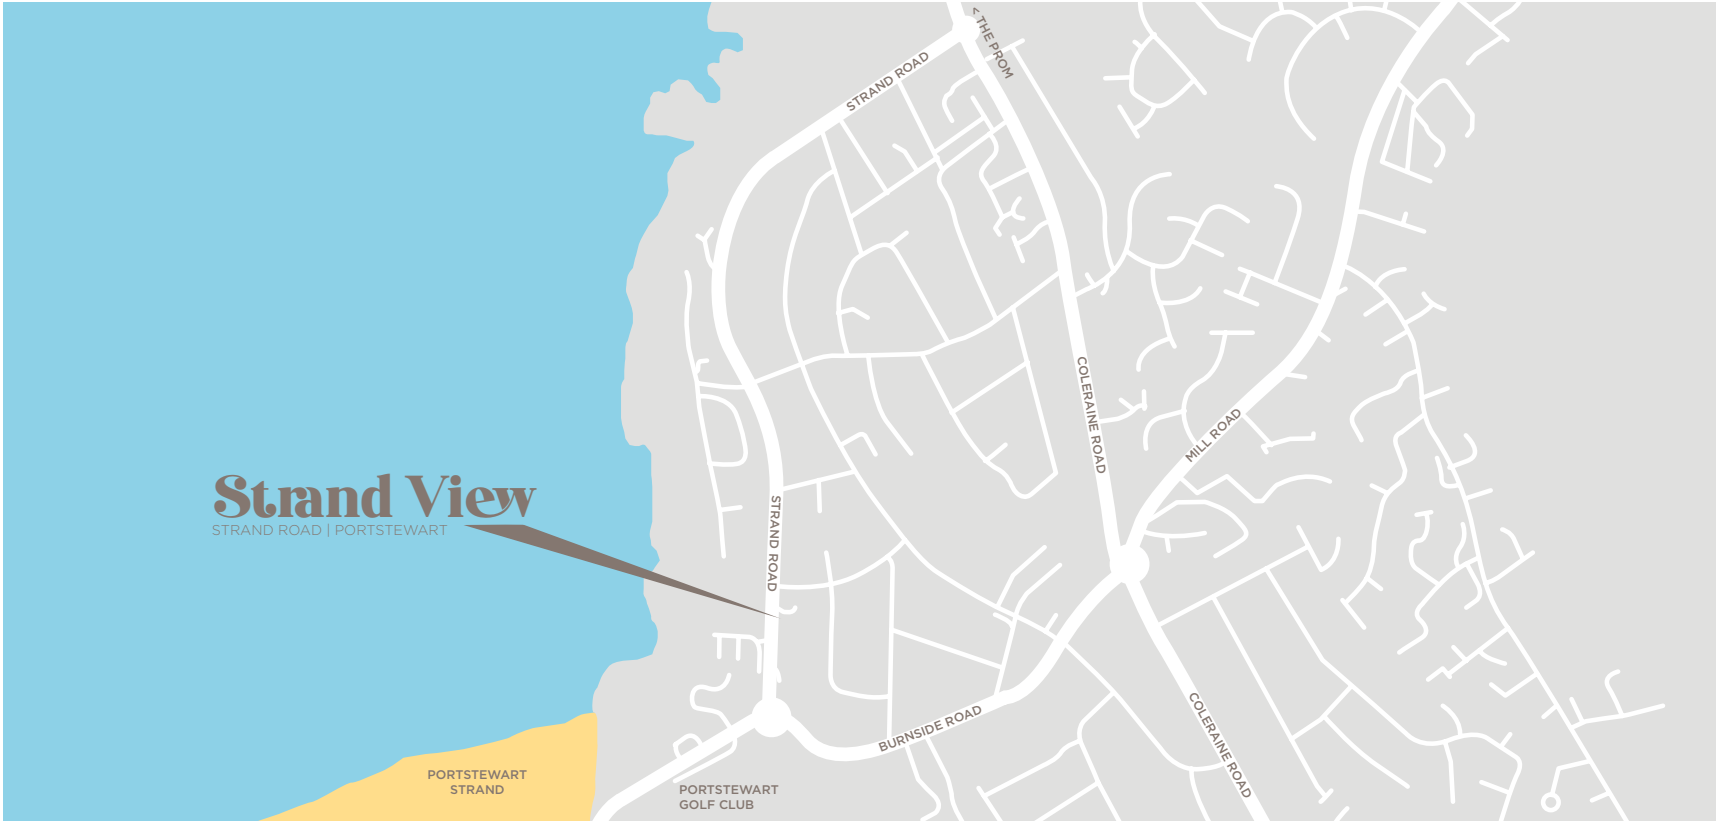 < THE PROM
STRAND ROAD
COLERAINE ROAD
MILL ROAD
Strand View
STRAND ROAD | PORTSTEWART
STRAND ROAD
COLERAINE ROAD
BURNSIDE ROAD
PORTSTEWART
STRAND
PORTSTEWART
GOLF CLUB